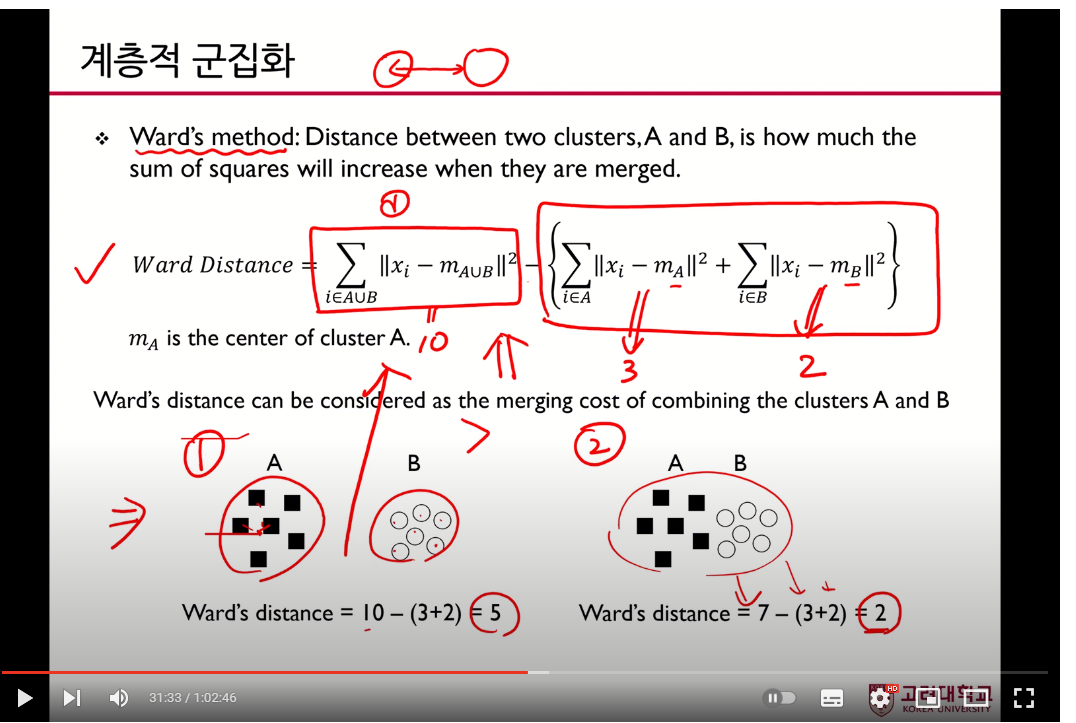 계층적 군집화
❖ Ward's method: Distance between two clusters, A and B, is how much the
sum of squares will increase when they are merged.
①
Ward Distance = ∑_{i∈A∪B} ‖x_i − m_{A∪B}‖² − { ∑_{i∈A} ‖x_i − m_A‖² + ∑_{i∈B} ‖x_i − m_B‖² }
m_A is the center of cluster A.
10
3
2
Ward's distance can be considered as the merging cost of combining the clusters A and B
① > ②
A B A B
Ward's distance = 10 – (3+2) = 5
Ward's distance = 7 – (3+2) = 2
31:33 / 1:02:46
HD
고려대학교
KOREA UNIVERSITY